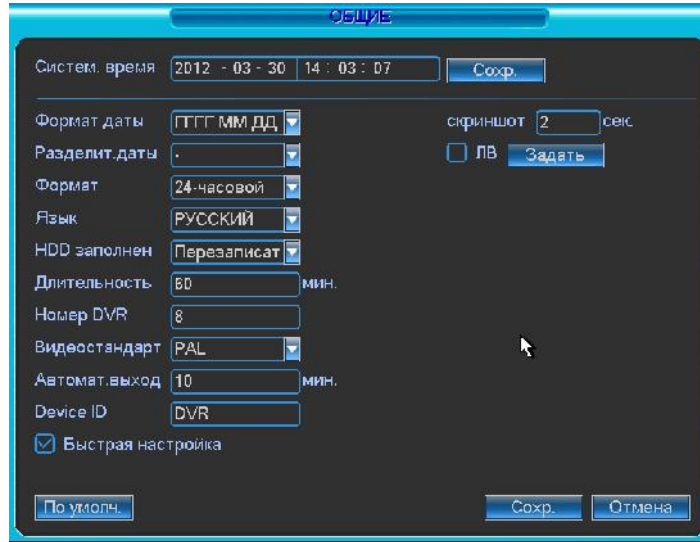 ОБЩИЕ
Систем. время 2012 - 03 - 30 14 : 03 : 07 Сохр.
Формат даты ГГГГ ММ ДД скриншот 2 сек.
Разделит.даты - ЛВ Задать
Формат 24-часовой
Язык РУССКИЙ
HDD заполнен Перезаписат
Длительность 60 мин.
Номер DVR 8
Видеостандарт PAL
Автомат.выход 10 мин.
Device ID DVR
Быстрая настройка
По умолч. Сохр. Отмена